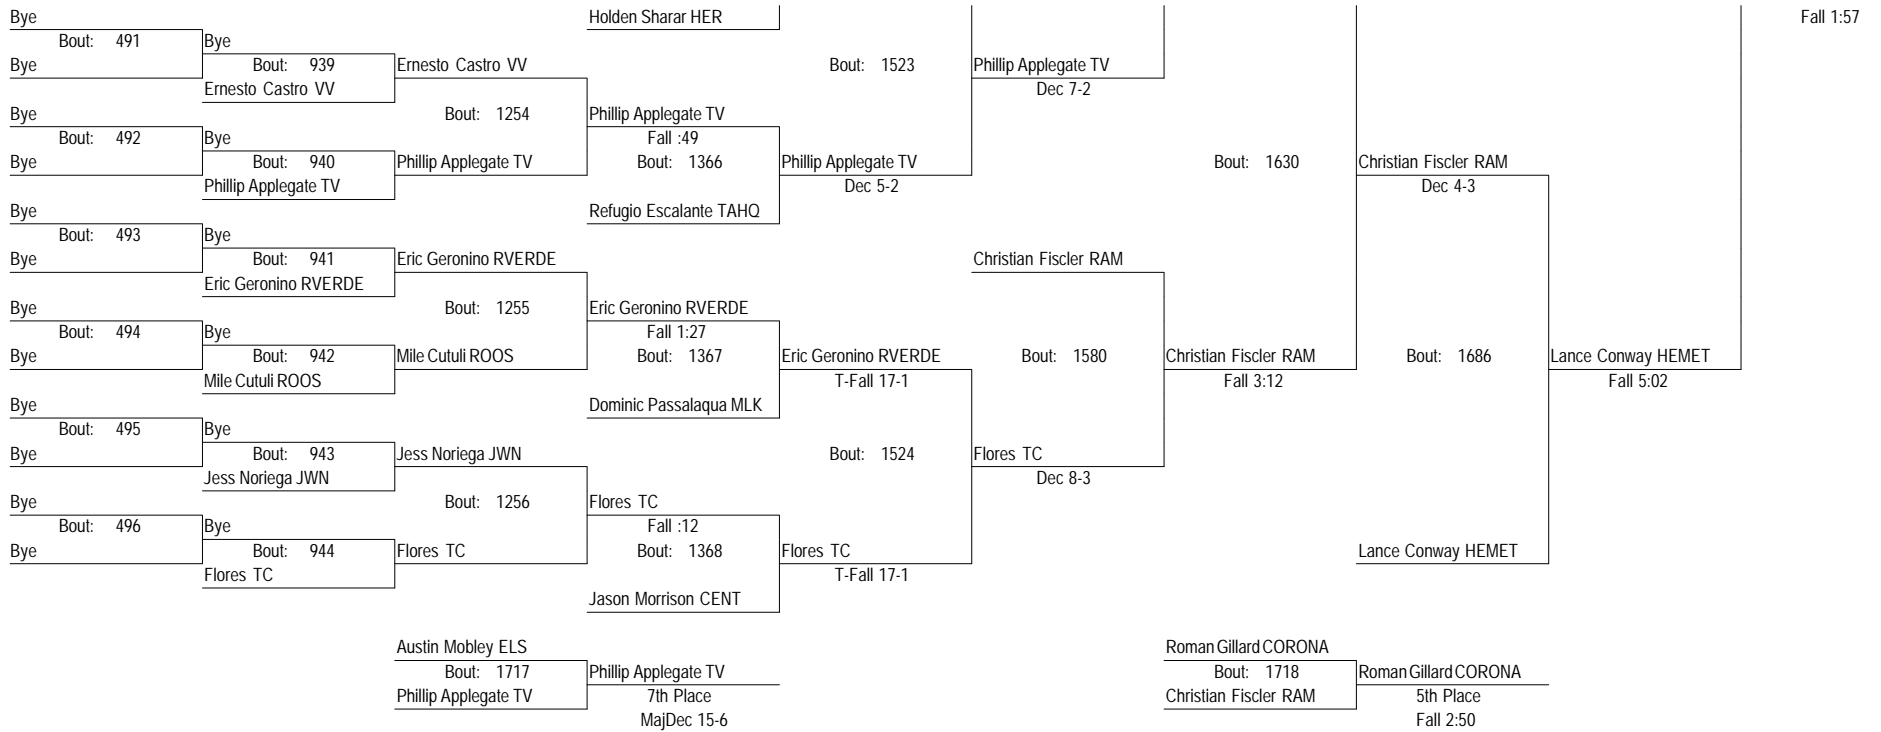 Bye Holden Sharar HER Fall 1:57
Bout: 491 Bye
Bye Bout: 939 Ernesto Castro VV Bout: 1523 Phillip Applegate TV
Ernesto Castro VV Dec 7-2
Bye Bout: 1254 Phillip Applegate TV
Bout: 492 Bye Fall :49
Bye Bout: 940 Phillip Applegate TV Bout: 1366 Phillip Applegate TV Bout: 1630 Christian Fiscler RAM
Phillip Applegate TV Dec 5-2 Dec 4-3
Bye Refugio Escalante TAHQ
Bout: 493 Bye
Bye Bout: 941 Eric Geronino RVERDE Christian Fiscler RAM
Eric Geronino RVERDE
Bye Bout: 1255 Eric Geronino RVERDE
Bout: 494 Bye Fall 1:27
Bye Bout: 942 Mile Cutuli ROOS Bout: 1367 Eric Geronino RVERDE Bout: 1580 Christian Fiscler RAM Bout: 1686 Lance Conway HEMET
Mile Cutuli ROOS T-Fall 17-1 Fall 3:12 Fall 5:02
Bye Dominic Passalaqua MLK
Bout: 495 Bye
Bye Bout: 943 Jess Noriega JWN Bout: 1524 Flores TC
Jess Noriega JWN Dec 8-3
Bye Bout: 1256 Flores TC
Bout: 496 Bye Fall :12
Bye Bout: 944 Flores TC Bout: 1368 Flores TC Lance Conway HEMET
Flores TC T-Fall 17-1
Jason Morrison CENT
Austin Mobley ELS Roman Gillard CORONA
Bout: 1717 Phillip Applegate TV Bout: 1718 Roman Gillard CORONA
Phillip Applegate TV 7th Place Christian Fiscler RAM 5th Place
MajDec 15-6 Fall 2:50